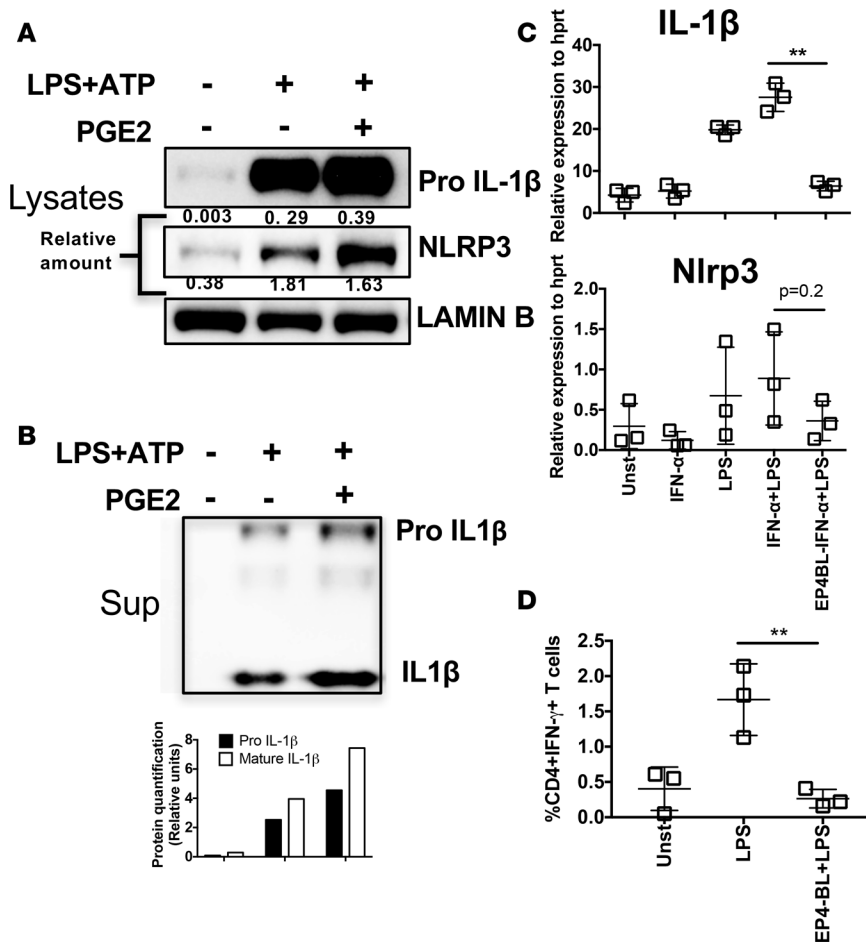 A
LPS+ATP - + +
PGE2 - - +
Lysates
Pro IL-1β
0.003 0. 29 0.39
Relative
amount
NLRP3
0.38 1.81 1.63
LAMIN B
B
LPS+ATP - + +
PGE2 - - +
Pro IL1β
Sup
IL1β
Protein quantification
(Relative units)
8
6
4
2
0
Pro IL-1β
Mature IL-1β
C
IL-1β
Relative expression to hprt
40
30
20
10
0
**
Nlrp3
Relative expression to hprt
2.0
1.5
1.0
0.5
0.0
p=0.2
Unst
IFN-α
LPS
IFN-α+LPS
EP4BL-IFN-α+LPS
D
%CD4+IFN-γ+ T cells
2.5
2.0
1.5
1.0
0.5
0.0
**
Unst
LPS
EP4-BL+LPS